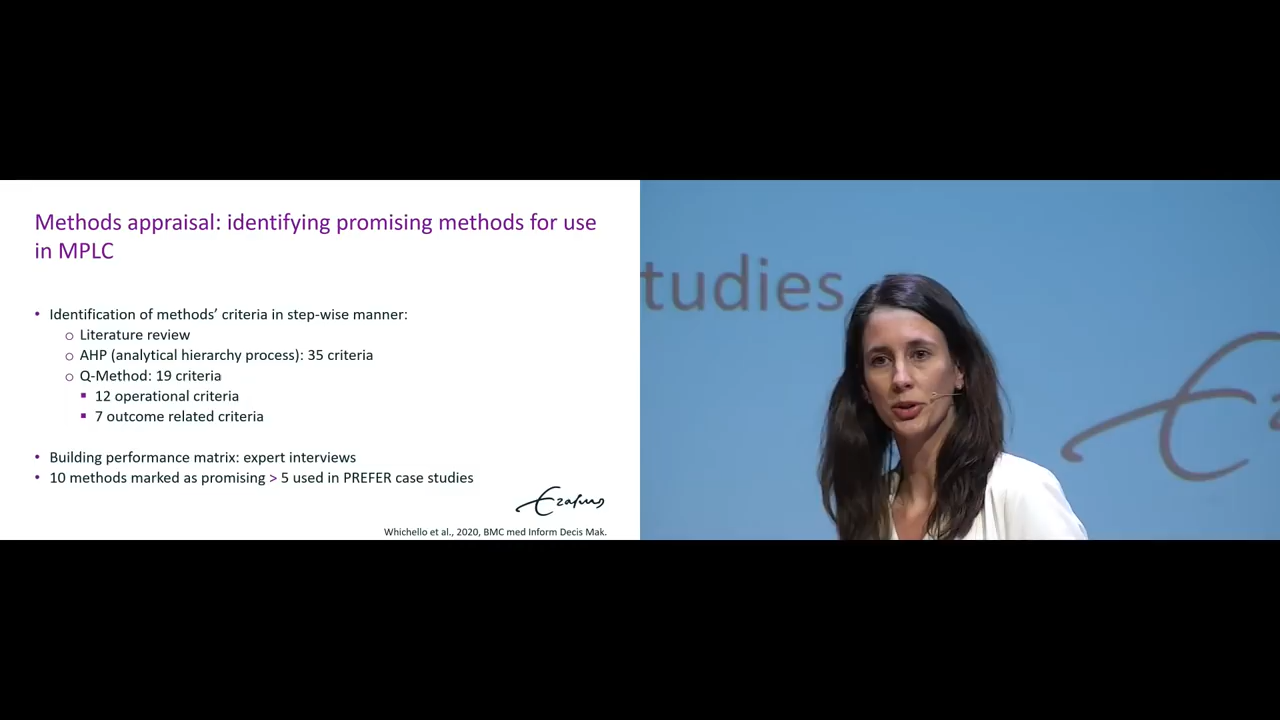 Methods appraisal: identifying promising methods for use
in MPLC
• Identification of methods' criteria in step-wise manner:
o Literature review
o AHP (analytical hierarchy process): 35 criteria
o Q-Method: 19 criteria
▪ 12 operational criteria
▪ 7 outcome related criteria
• Building performance matrix: expert interviews
• 10 methods marked as promising > 5 used in PREFER case studies
Erasmus
Whichello et al., 2020, BMC med Inform Decis Mak.
tudies